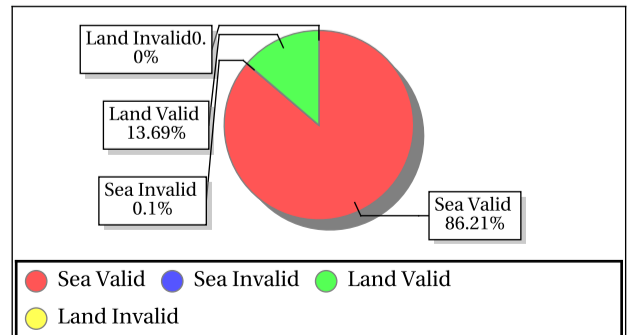 Land Invalid0.
0%
Land Valid
13.69%
Sea Invalid
0.1%
Sea Valid
86.21%
Sea Valid Sea Invalid Land Valid
Land Invalid